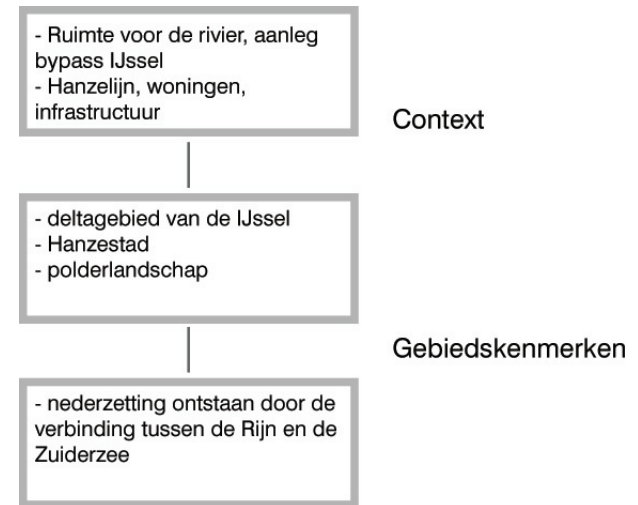 - Ruimte voor de rivier, aanleg
bypass IJssel
- Hanzelijn, woningen,
infrastructuur
Context
- deltagebied van de IJssel
- Hanzestad
- polderlandschap
Gebiedskenmerken
- nederzetting ontstaan door de
verbinding tussen de Rijn en de
Zuiderzee